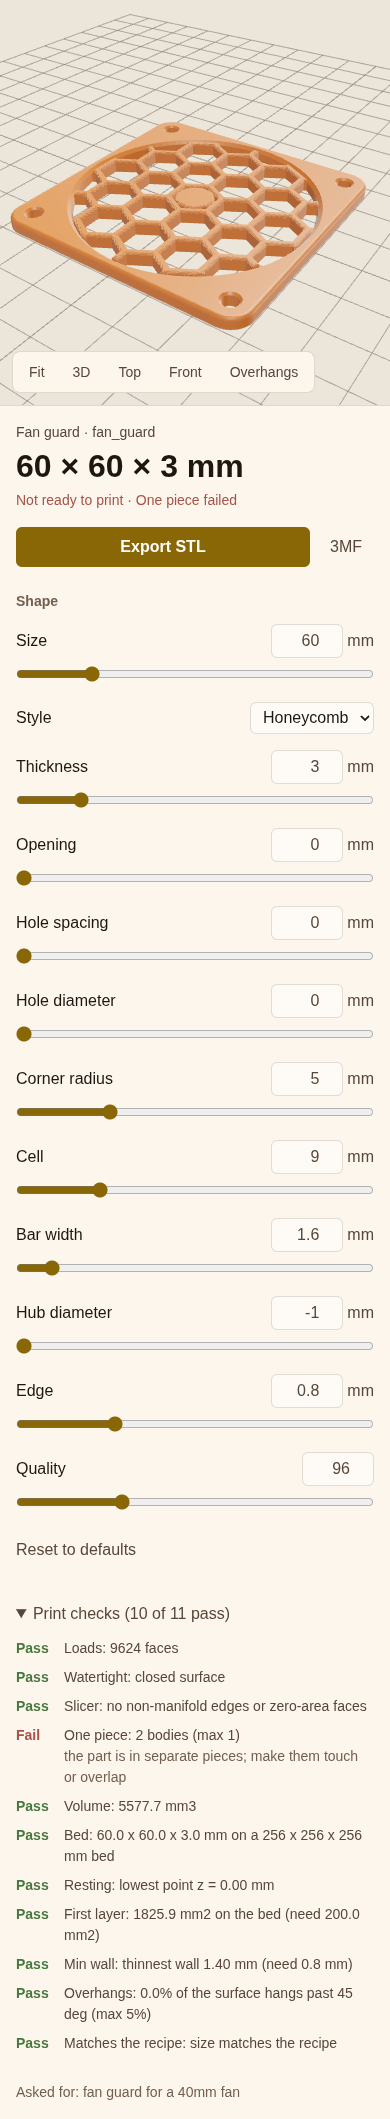 Fit 3D Top Front Overhangs
Fan guard · fan_guard
60 × 60 × 3 mm
Not ready to print · One piece failed
Export STL 3MF
Shape
Size 60 mm
Style Honeycomb
Thickness 3 mm
Opening 0 mm
Hole spacing 0 mm
Hole diameter 0 mm
Corner radius 5 mm
Cell 9 mm
Bar width 1.6 mm
Hub diameter -1 mm
Edge 0.8 mm
Quality 96
Reset to defaults
▼ Print checks (10 of 11 pass)
Pass Loads: 9624 faces
Pass Watertight: closed surface
Pass Slicer: no non-manifold edges or zero-area faces
Fail One piece: 2 bodies (max 1)
the part is in separate pieces; make them touch
or overlap
Pass Volume: 5577.7 mm3
Pass Bed: 60.0 x 60.0 x 3.0 mm on a 256 x 256 x 256
mm bed
Pass Resting: lowest point z = 0.00 mm
Pass First layer: 1825.9 mm2 on the bed (need 200.0
mm2)
Pass Min wall: thinnest wall 1.40 mm (need 0.8 mm)
Pass Overhangs: 0.0% of the surface hangs past 45
deg (max 5%)
Pass Matches the recipe: size matches the recipe
Asked for: fan guard for a 40mm fan